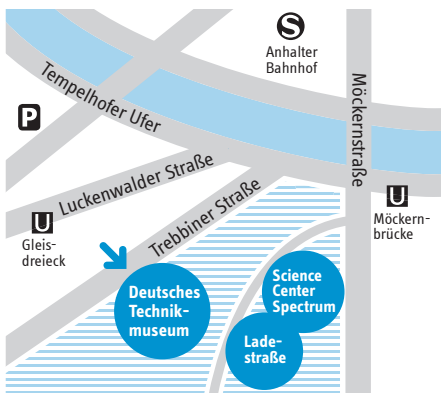 S
Anhalter
Bahnhof
Tempelhofer Ufer
Möckernstraße
P
Luckenwalder Straße
U
Gleis-
dreieck
Trebbiner Straße
U
Möckern-
brücke
Deutsches
Technik-
museum
Science
Center
Spectrum
Lade-
straße